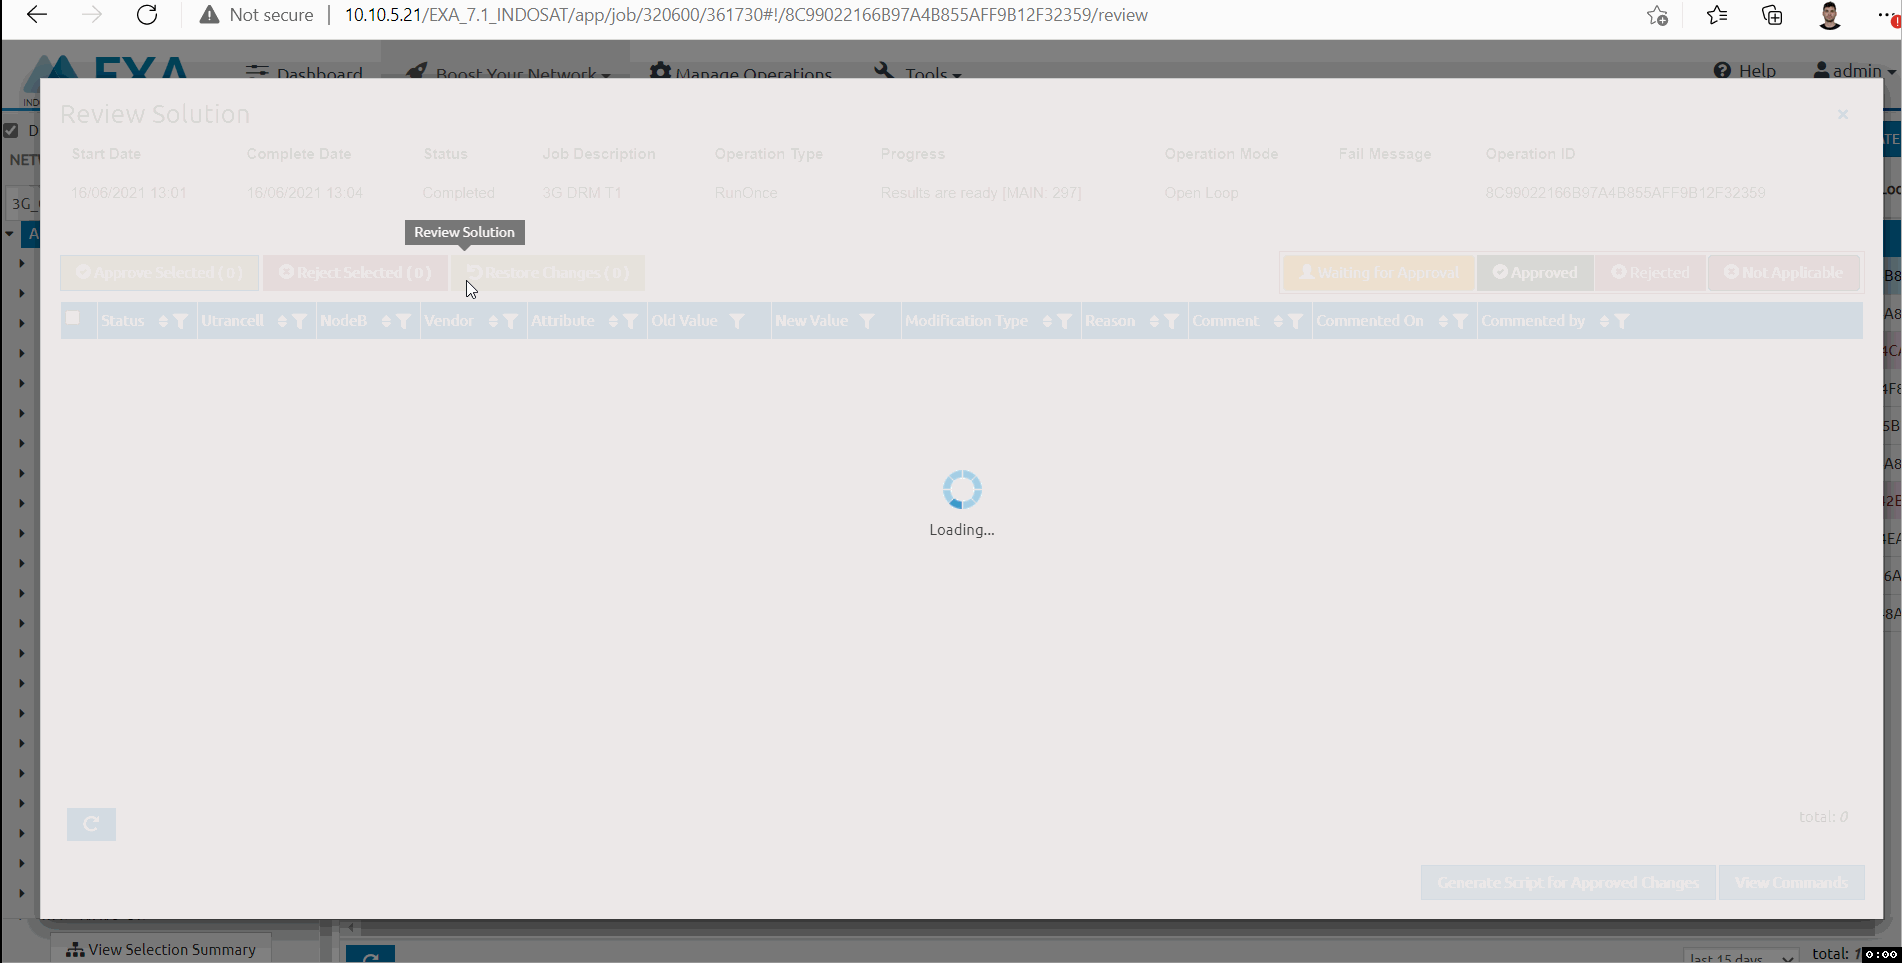 Not secure | 10.10.5.21/EXA_7.1_INDOSAT/app/job/320600/361730#!/8C99022166B97A4B855AFF9B12F32359/review
EXA Dashboard Boost Your Network Manage Operations Tools Help admin
IND
D
Review Solution ×
NET
Start Date Complete Date Status Job Description Operation Type Progress Operation Mode Fail Message Operation ID
16/06/2021 13:01 16/06/2021 13:04 Completed 3G DRM T1 RunOnce Results are ready [MAIN: 297] Open Loop 8C99022166B97A4B855AFF9B12F32359
3G_
A
Review Solution
Approve Selected ( 0 ) Reject Selected ( 0 ) Restore Changes ( 0 ) Waiting for Approval Approved Rejected Not Applicable
Status Utrancell NodeB Vendor Attribute Old Value New Value Modification Type Reason Comment Commented On Commented by
Loading...
total: 0
Generate Script for Approved Changes View Commands
View Selection Summary
last 15 days total: 1
0:00